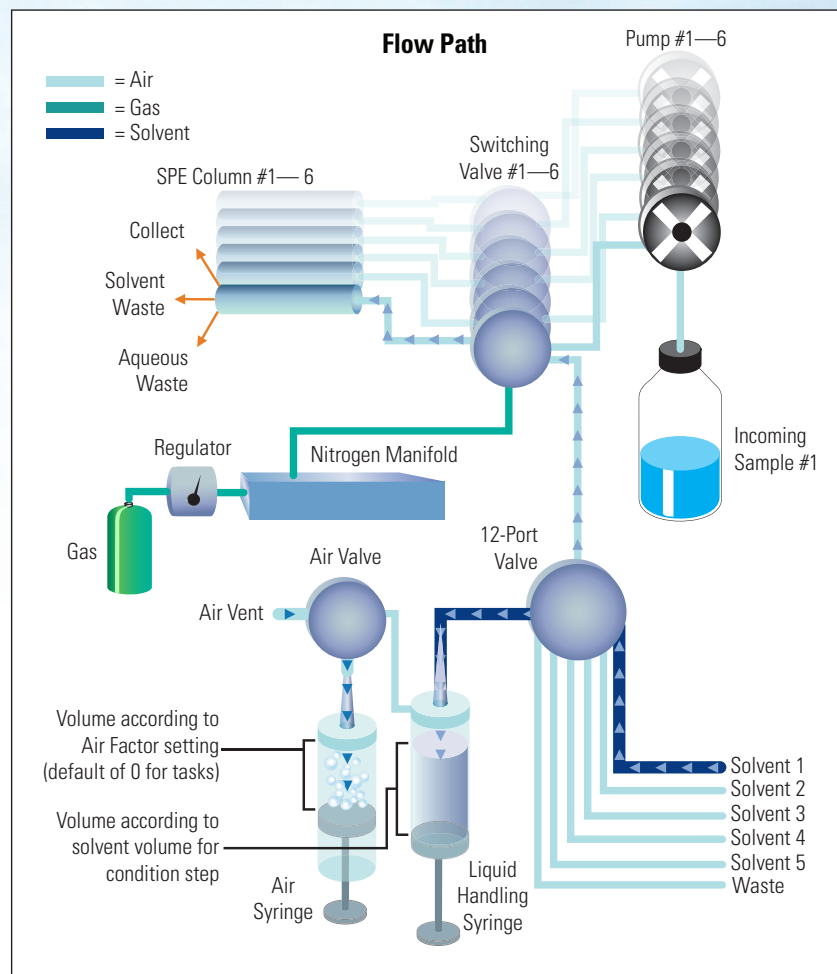 Flow Path
Pump #1—6
= Air
= Gas
= Solvent
Switching
Valve #1—6
SPE Column #1— 6
Collect
Solvent
Waste
Aqueous
Waste
Regulator
Nitrogen Manifold
Incoming
Sample #1
Gas
12-Port
Valve
Air Valve
Air Vent
Volume according to
Air Factor setting
(default of 0 for tasks)
Volume according to
solvent volume for
condition step
Air
Syringe
Liquid
Handling
Syringe
Solvent 1
Solvent 2
Solvent 3
Solvent 4
Solvent 5
Waste